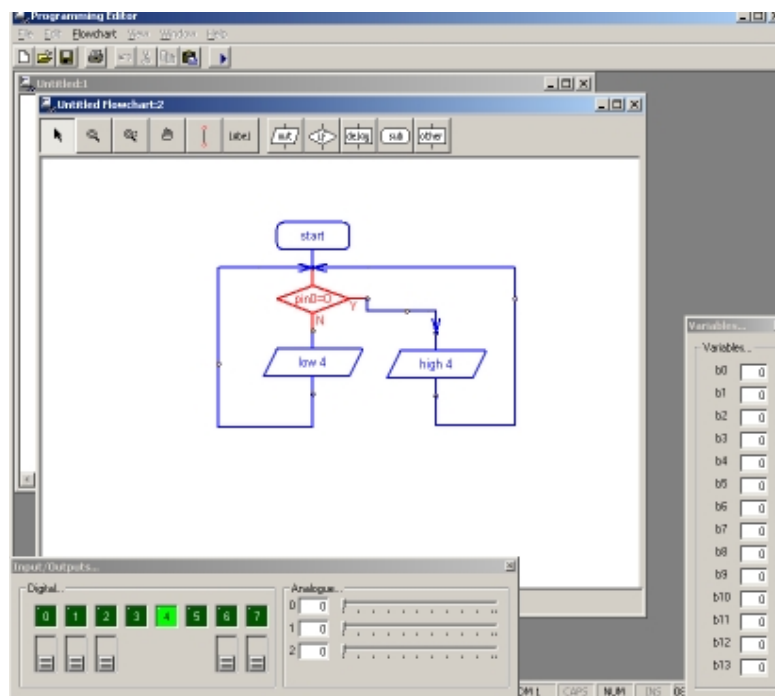 Programming Editor
File Edit Flowchart View Window Help
Untitled:1
Untitled Flowchart:2
Label out if delay sub other
start
pin0=0
Y
N
low 4
high 4
Variables...
Variables...
b0 0
b1 0
b2 0
b3 0
b4 0
b5 0
b6 0
b7 0
b8 0
b9 0
b10 0
b11 0
b12 0
b13 0
Input/Outputs...
Digital...
0 1 2 3 4 5 6 7
Analogue...
0 0
1 0
2 0
CAPS NUM INS